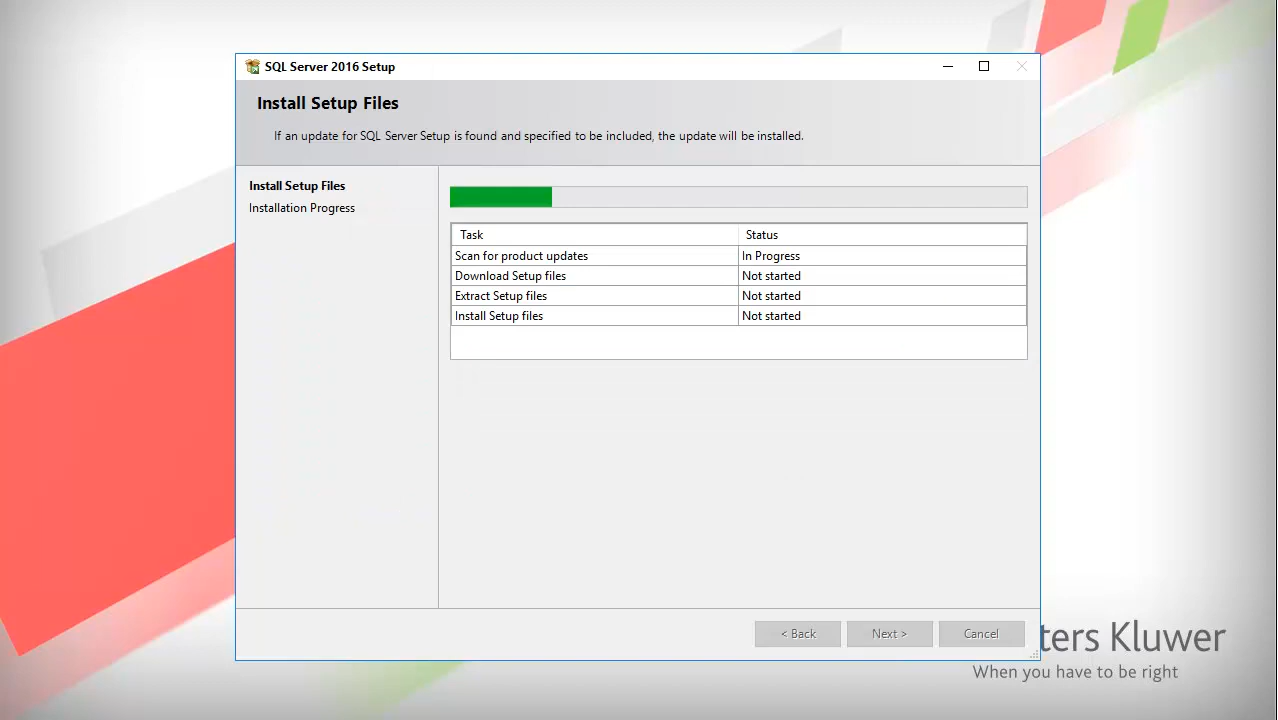 SQL Server 2016 Setup
Install Setup Files
If an update for SQL Server Setup is found and specified to be included, the update will be installed.
Install Setup Files
Installation Progress
Task Status
Scan for product updates In Progress
Download Setup files Not started
Extract Setup files Not started
Install Setup files Not started
< Back Next > Cancel
ters Kluwer
When you have to be right